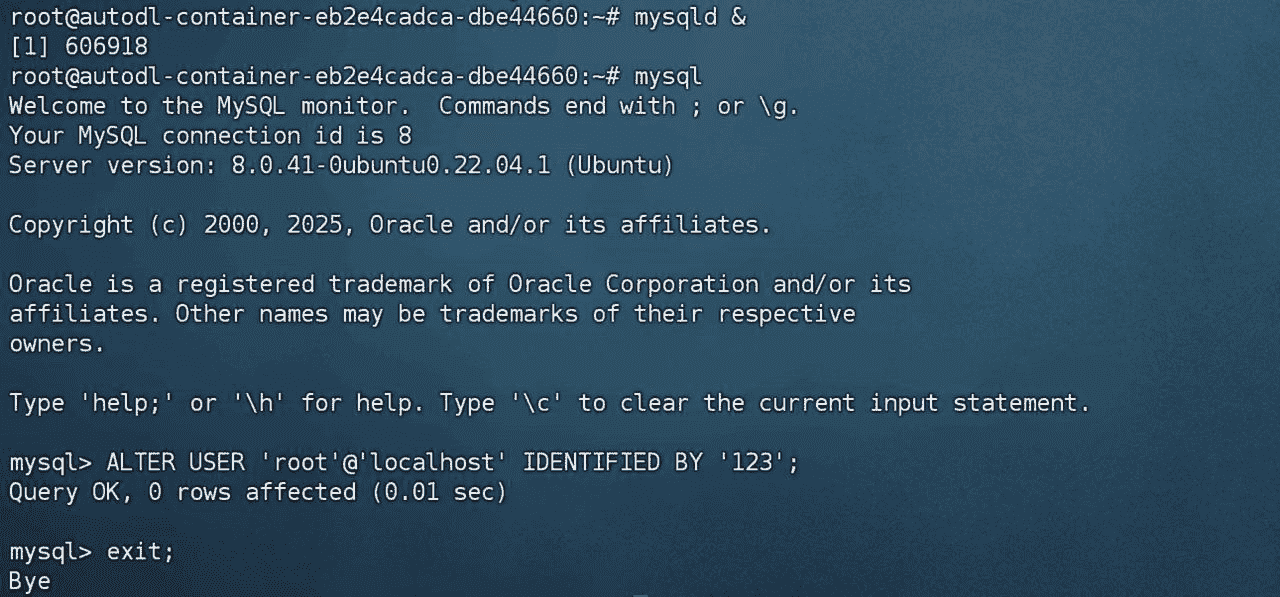 root@autodl-container-eb2e4cadca-dbe44660:~# mysqld &
[1] 606918
root@autodl-container-eb2e4cadca-dbe44660:~# mysql
Welcome to the MySQL monitor.  Commands end with ; or \g.
Your MySQL connection id is 8
Server version: 8.0.41-0ubuntu0.22.04.1 (Ubuntu)

Copyright (c) 2000, 2025, Oracle and/or its affiliates.

Oracle is a registered trademark of Oracle Corporation and/or its
affiliates. Other names may be trademarks of their respective
owners.

Type 'help;' or '\h' for help. Type '\c' to clear the current input statement.

mysql> ALTER USER 'root'@'localhost' IDENTIFIED BY '123';
Query OK, 0 rows affected (0.01 sec)

mysql> exit;
Bye